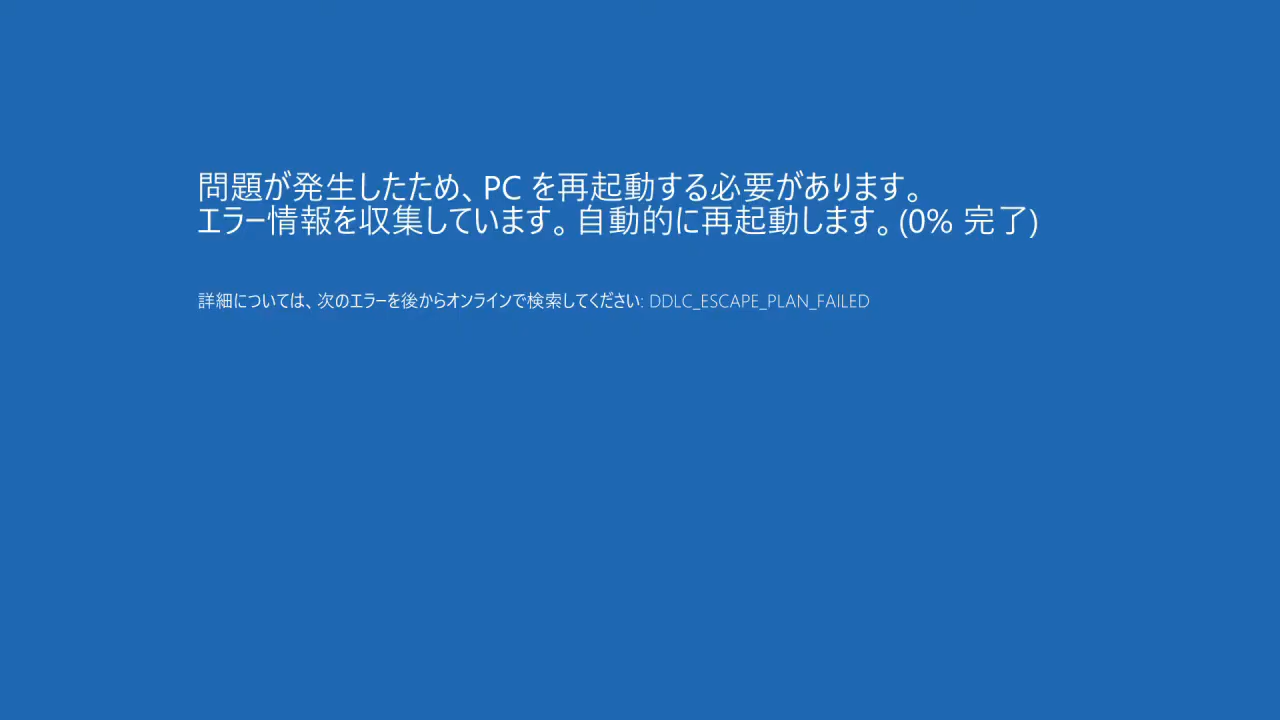 問題が発生したため、PC を再起動する必要があります。
エラー情報を収集しています。自動的に再起動します。(0% 完了)
詳細については、次のエラーを後からオンラインで検索してください: DDLC_ESCAPE_PLAN_FAILED